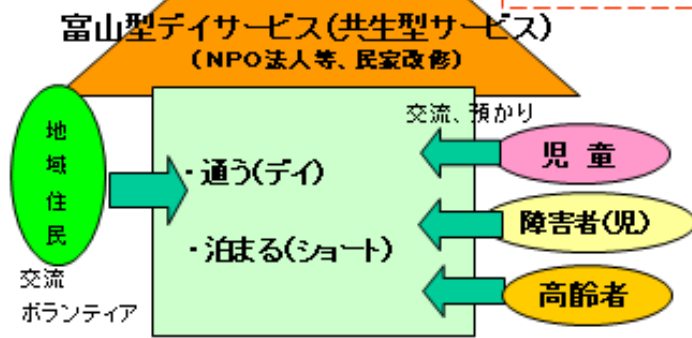 富山型デイサービス(共生型サービス)
(NPO法人等、民家改修)
地域住民
交流
ボランティア
・通う(デイ)
・泊まる(ショート)
交流、預かり
児童
障害者(児)
高齢者